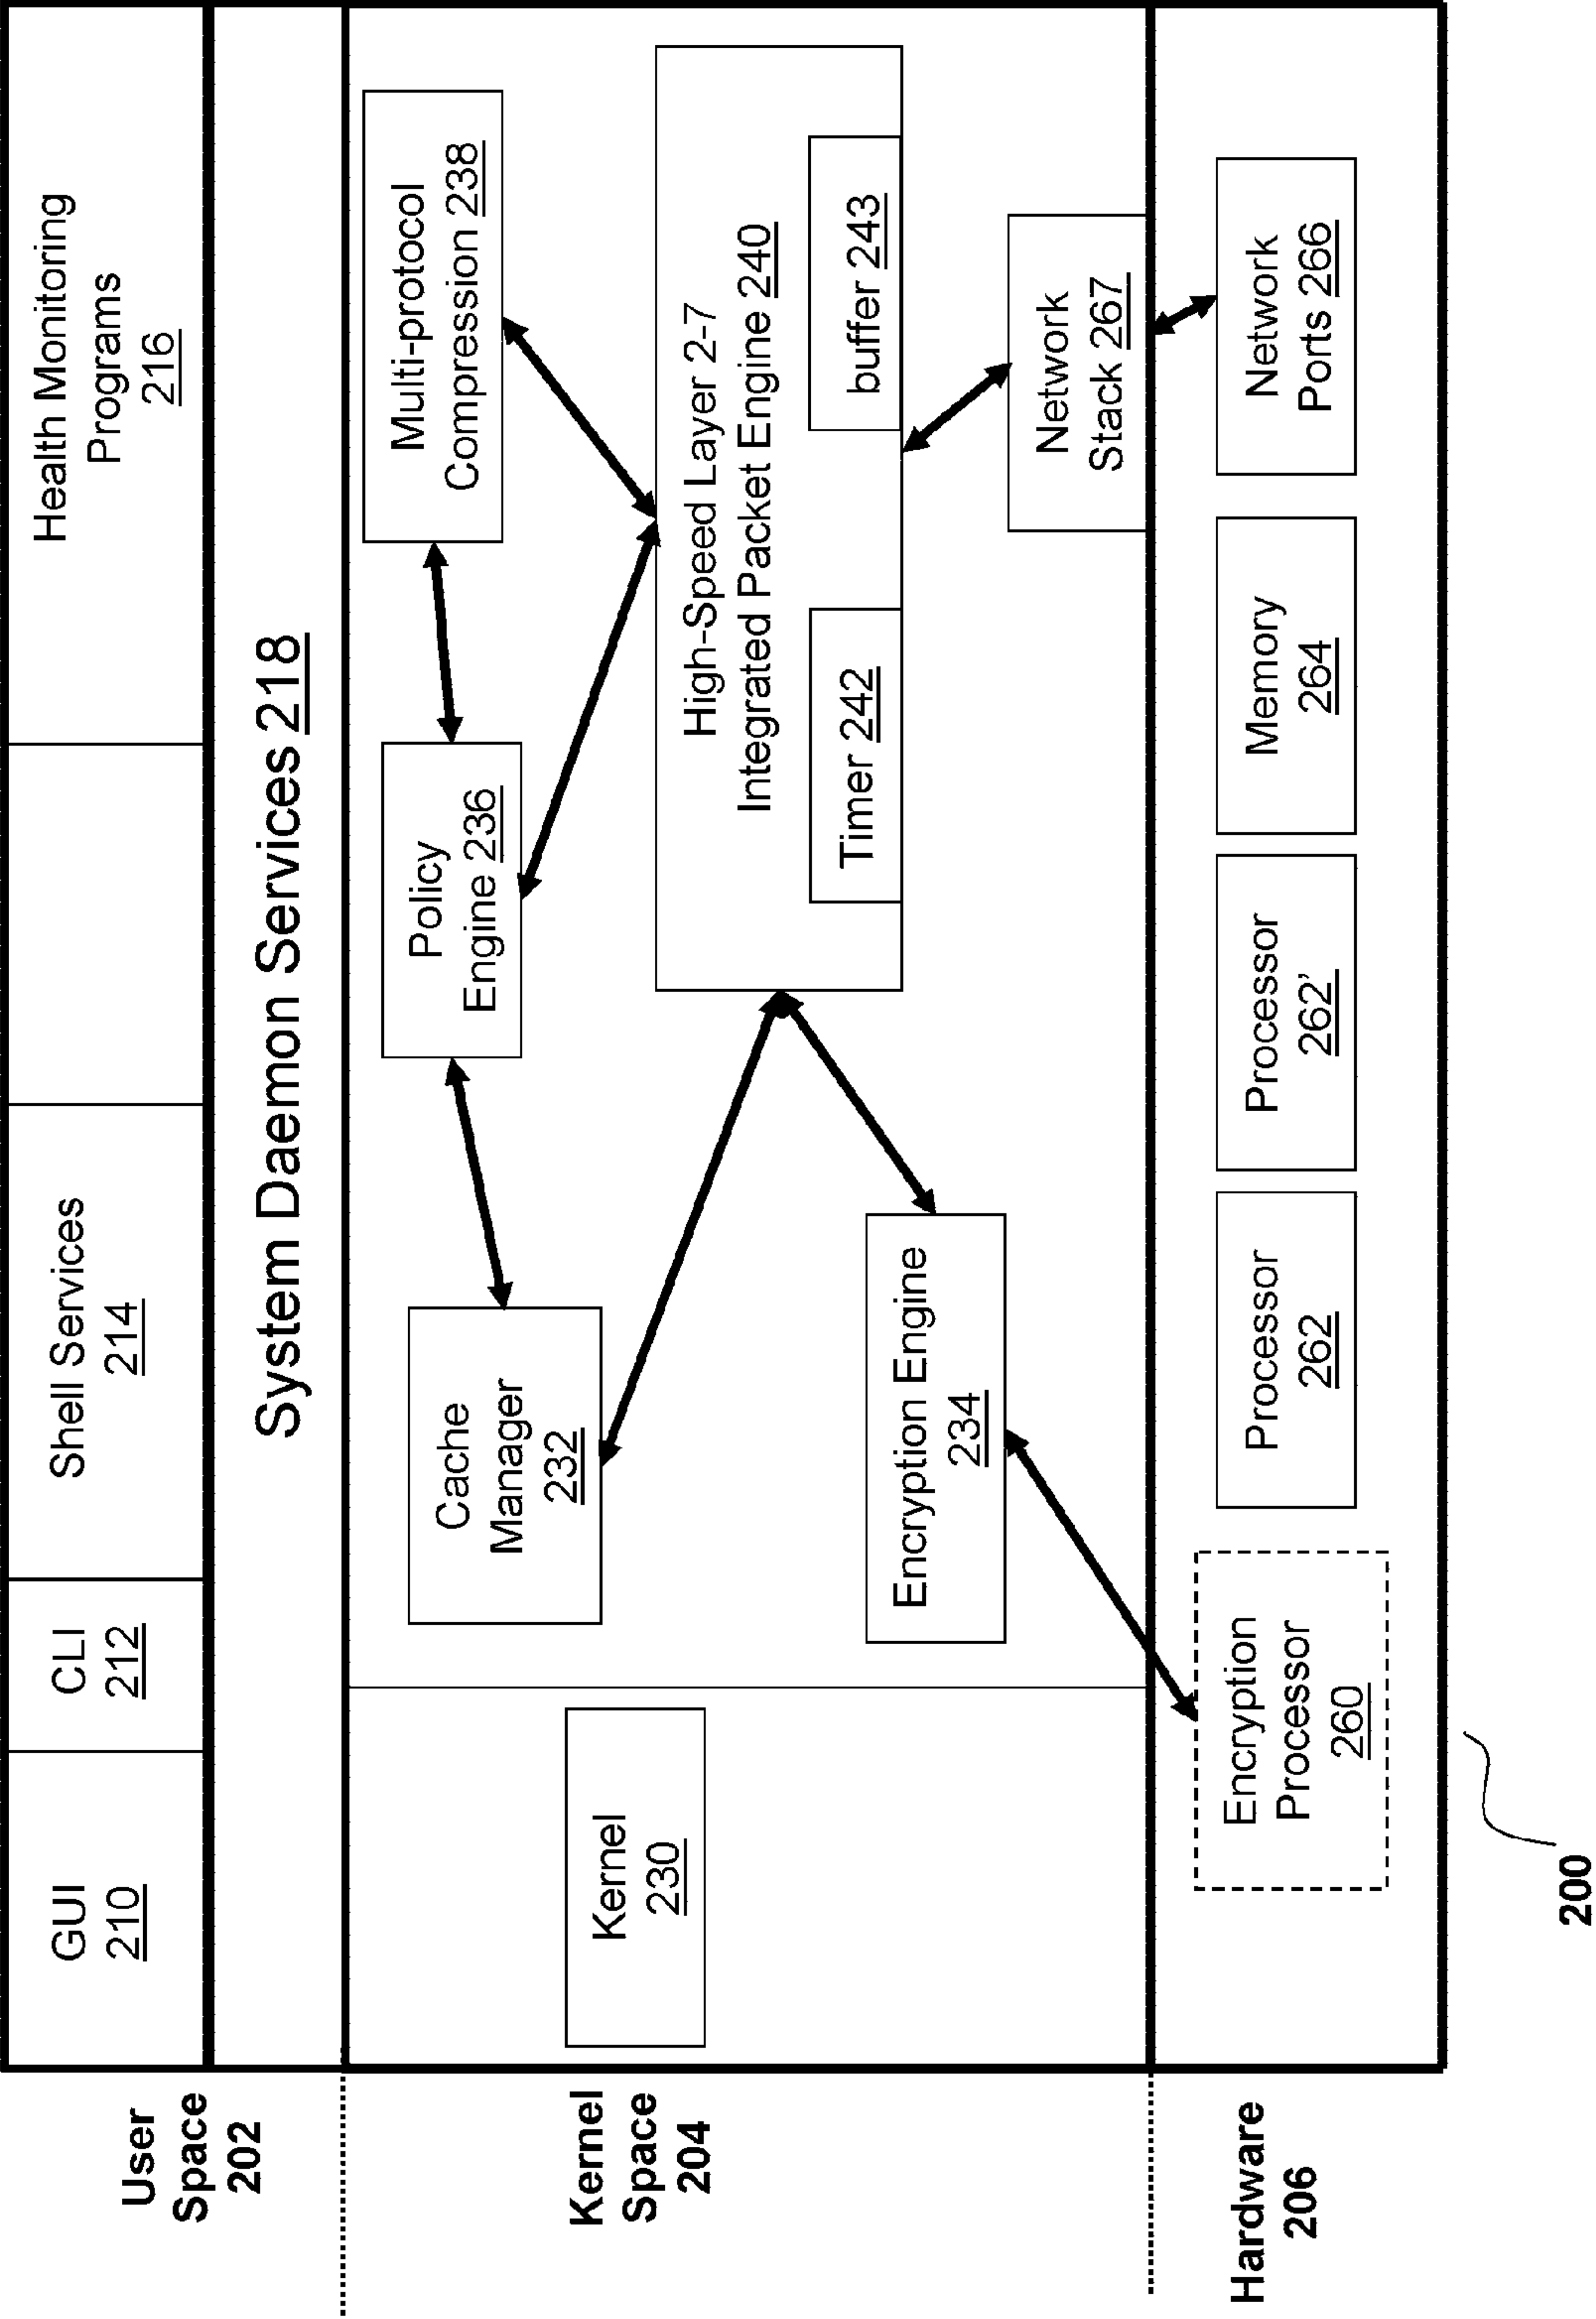 User
Space
202
GUI
210
CLI
212
Shell Services
214
Health Monitoring
Programs
216
System Daemon Services 218
Kernel
Space
204
Kernel
230
Cache
Manager
232
Policy
Engine 236
Multi-protocol
Compression 238
High-Speed Layer 2-7
Integrated Packet Engine 240
Timer 242
buffer 243
Encryption Engine
234
Network
Stack 267
Hardware
206
Encryption
Processor
260
Processor
262
Processor
262'
Memory
264
Network
Ports 266
200